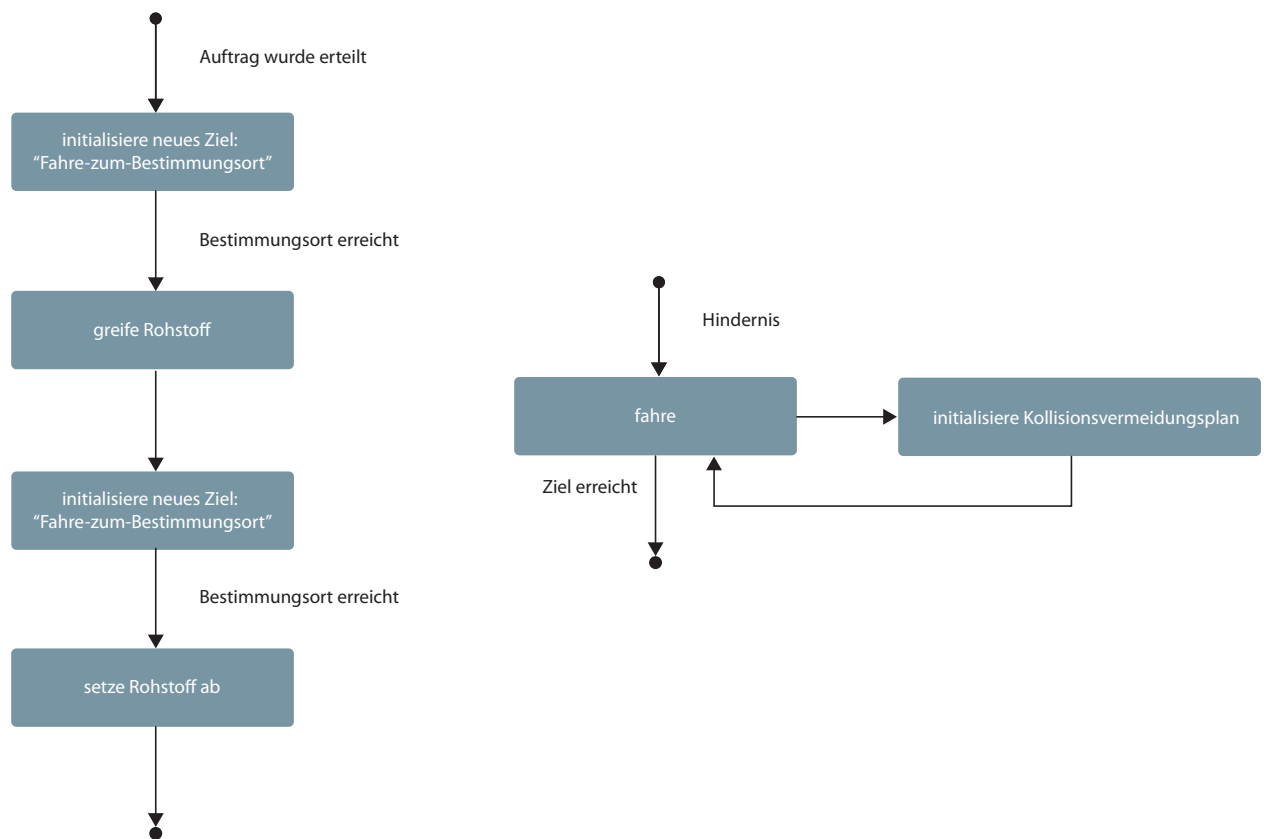 Auftrag wurde erteilt
initialisiere neues Ziel:
“Fahre-zum-Bestimmungsort”
Bestimmungsort erreicht
greife Rohstoff
initialisiere neues Ziel:
“Fahre-zum-Bestimmungsort”
Bestimmungsort erreicht
setze Rohstoff ab
Hindernis
fahre
initialisiere Kollisionsvermeidungsplan
Ziel erreicht